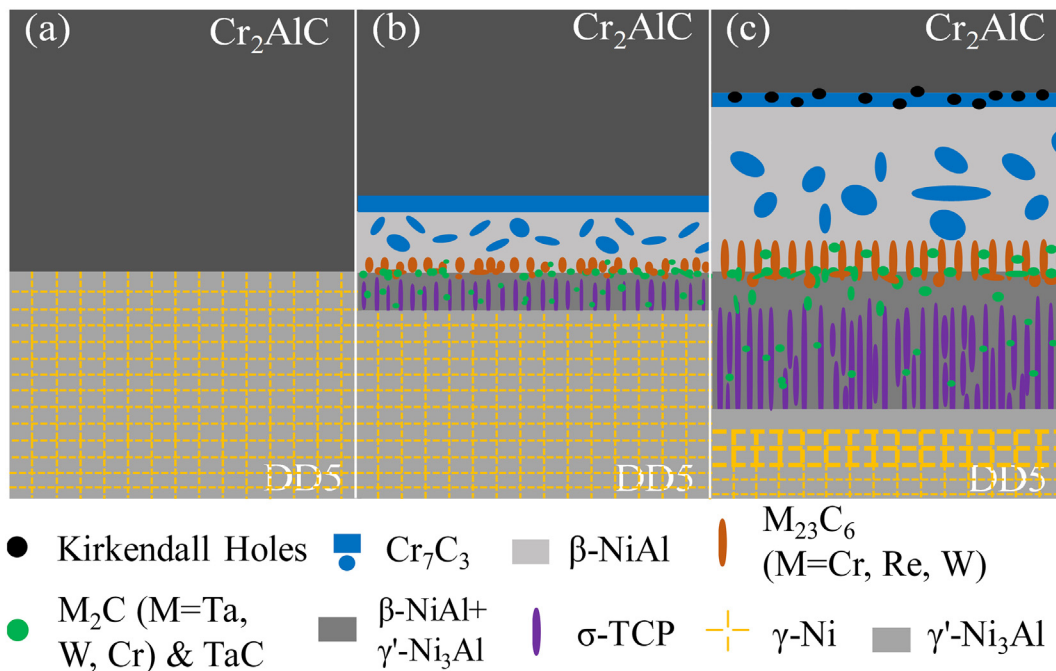 (a) Cr₂AlC
(b) Cr₂AlC
(c) Cr₂AlC
DD5
DD5
DD5
Kirkendall Holes
Cr₇C₃
β-NiAl
M₂₃C₆
(M=Cr, Re, W)
M₂C (M=Ta,
W, Cr) & TaC
β-NiAl+
γ'-Ni₃Al
σ-TCP
γ-Ni
γ'-Ni₃Al